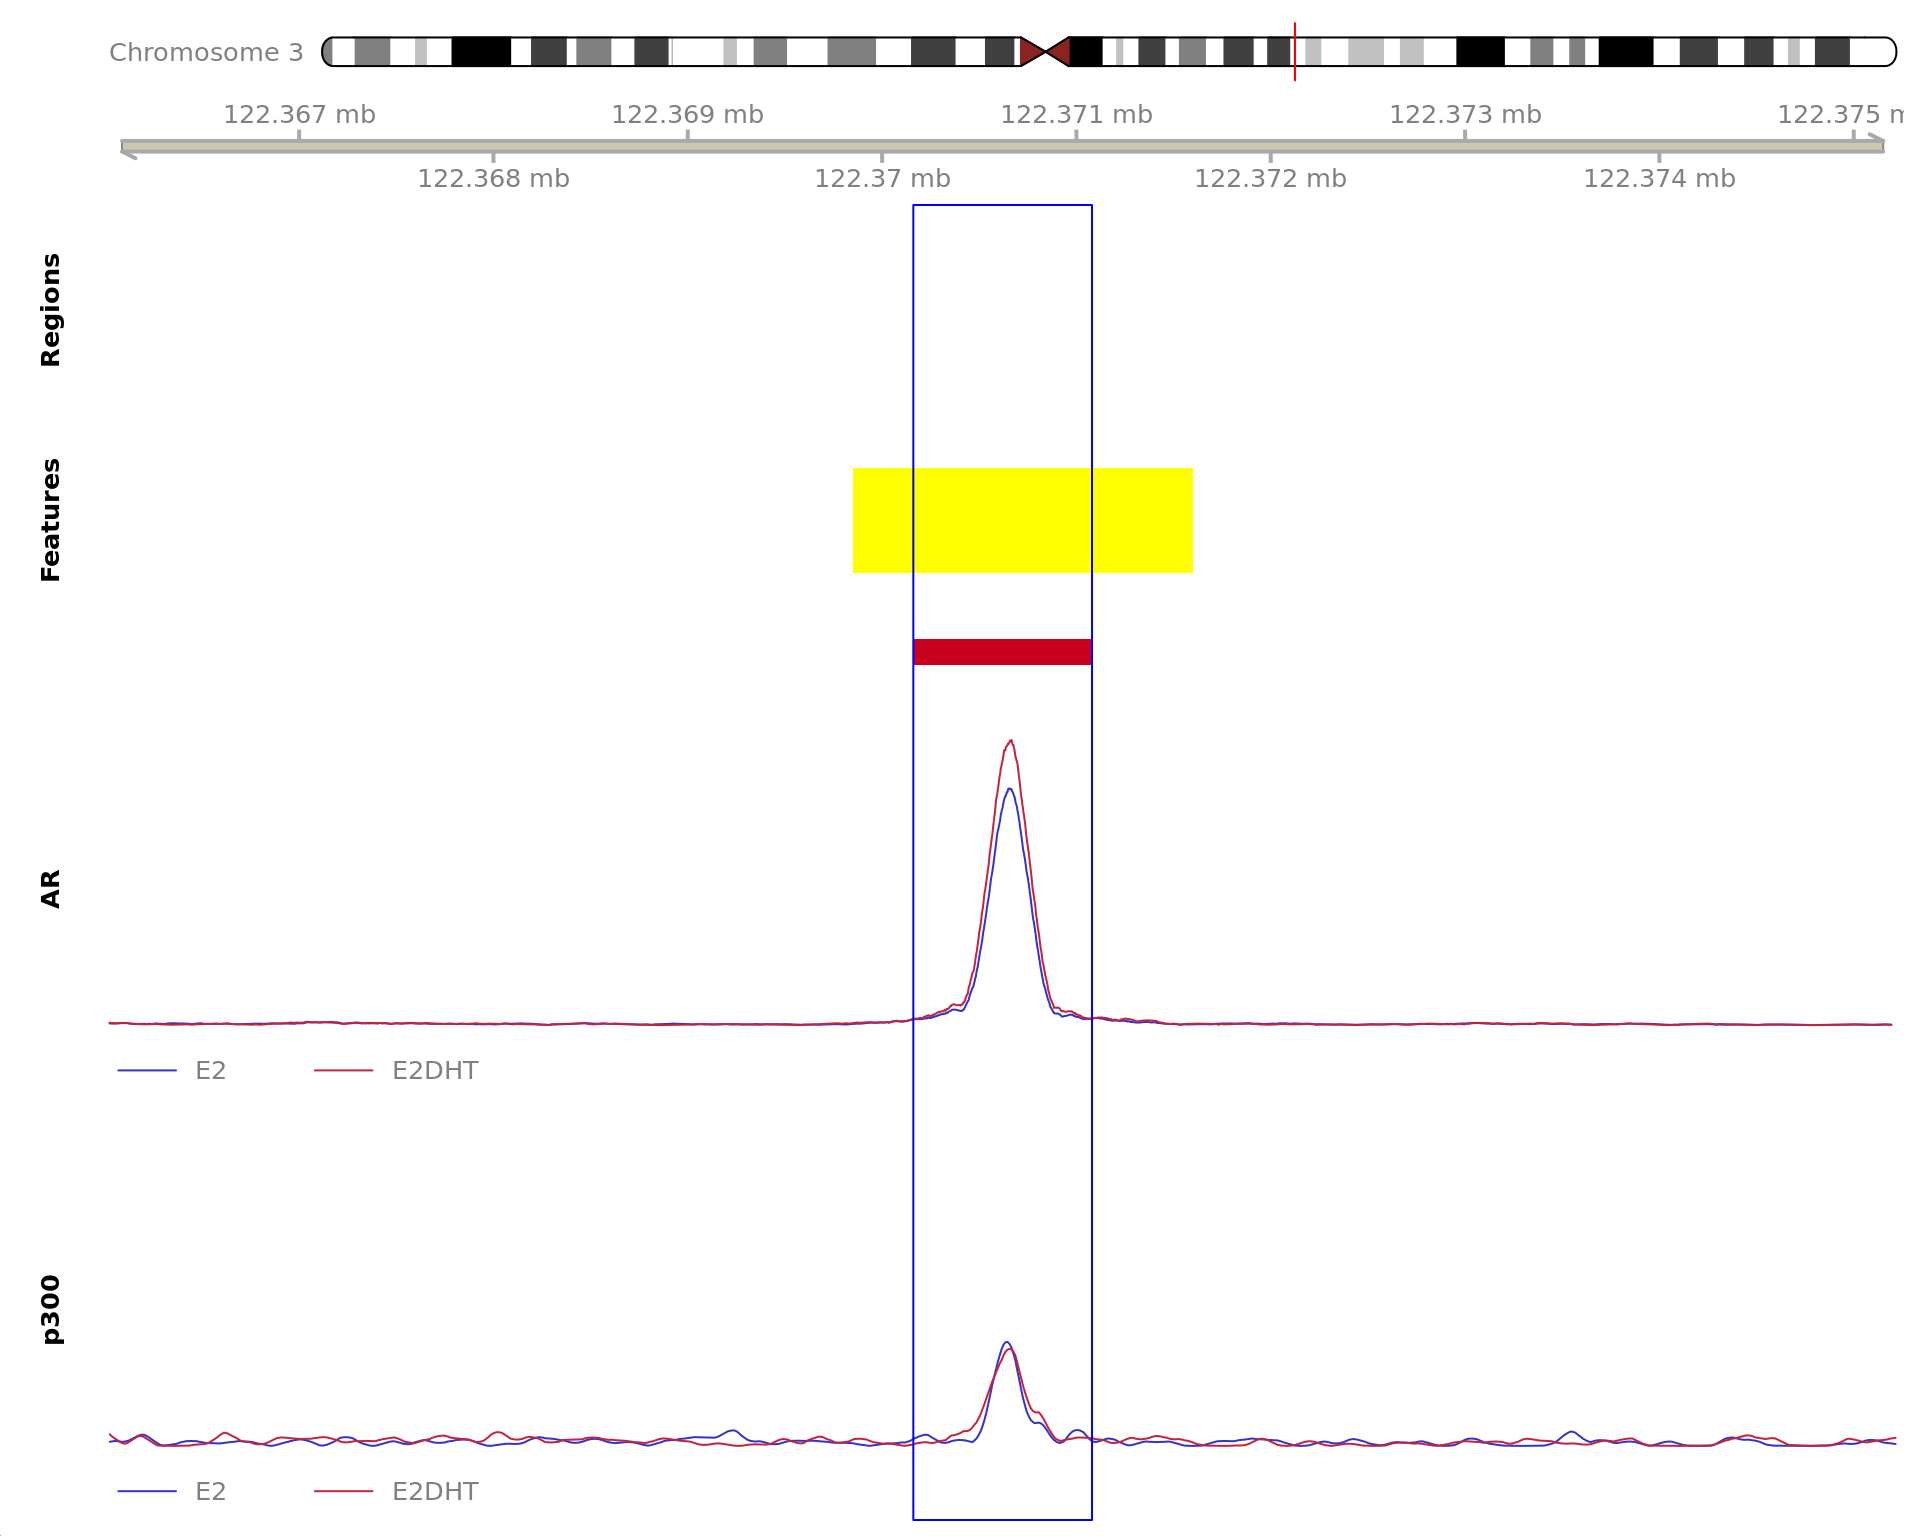 Chromosome 3
122.367 mb 122.369 mb 122.371 mb 122.373 mb 122.375 m
122.368 mb 122.37 mb 122.372 mb 122.374 mb
Regions
Features
AR
E2 E2DHT
p300
E2 E2DHT